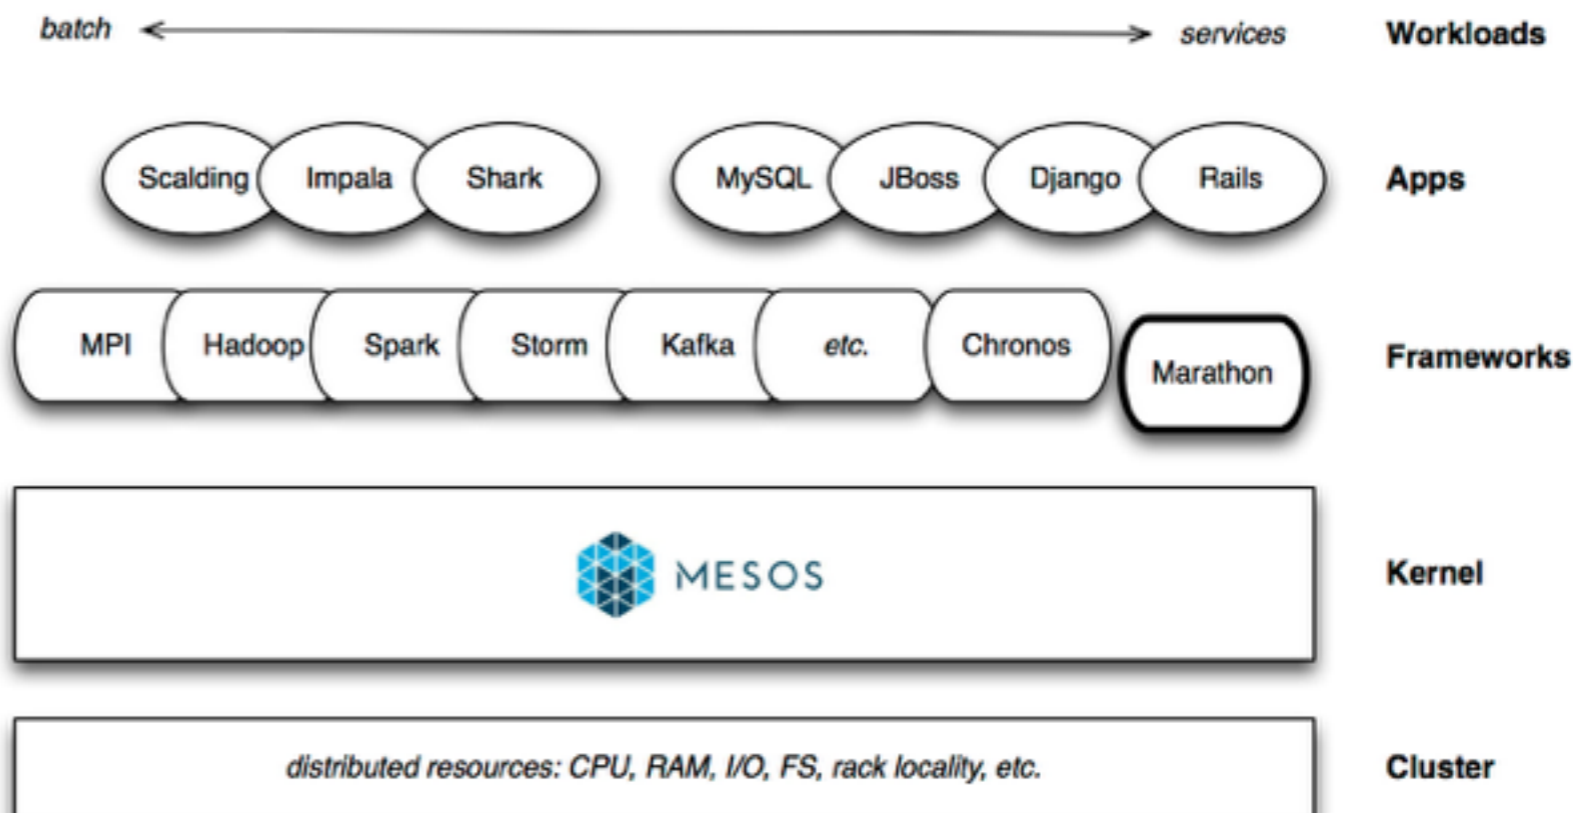 batch services Workloads
Scalding Impala Shark MySQL JBoss Django Rails Apps
MPI Hadoop Spark Storm Kafka etc. Chronos Marathon Frameworks
MESOS Kernel
distributed resources: CPU, RAM, I/O, FS, rack locality, etc. Cluster